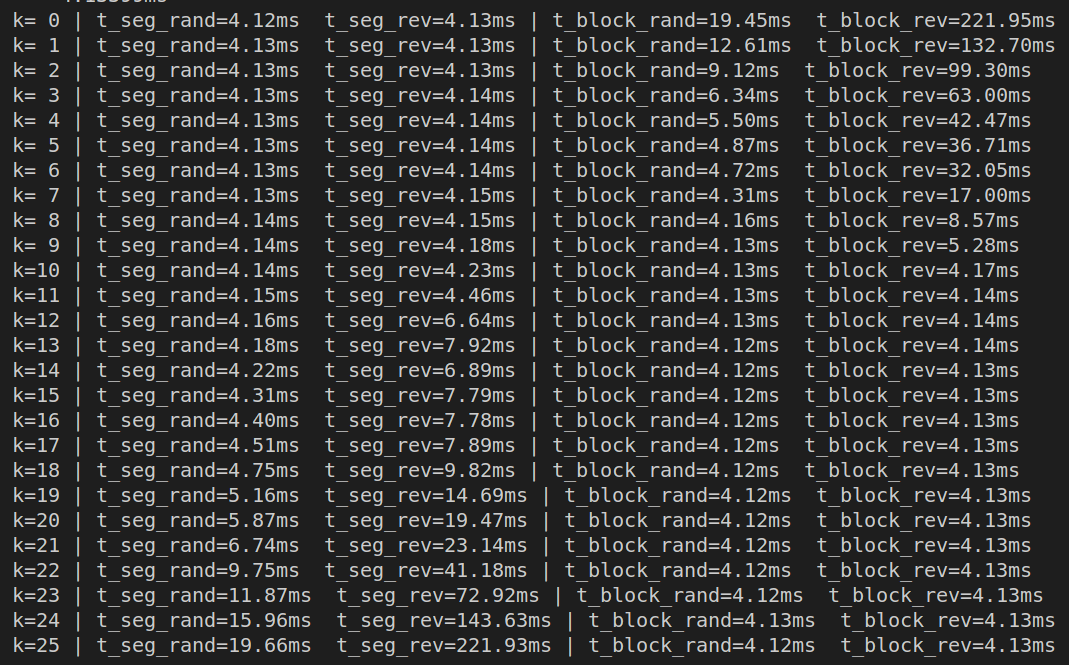 k= 0 | t_seg_rand=4.12ms  t_seg_rev=4.13ms | t_block_rand=19.45ms  t_block_rev=221.95ms
k= 1 | t_seg_rand=4.13ms  t_seg_rev=4.13ms | t_block_rand=12.61ms  t_block_rev=132.70ms
k= 2 | t_seg_rand=4.13ms  t_seg_rev=4.13ms | t_block_rand=9.12ms  t_block_rev=99.30ms
k= 3 | t_seg_rand=4.13ms  t_seg_rev=4.14ms | t_block_rand=6.34ms  t_block_rev=63.00ms
k= 4 | t_seg_rand=4.13ms  t_seg_rev=4.14ms | t_block_rand=5.50ms  t_block_rev=42.47ms
k= 5 | t_seg_rand=4.13ms  t_seg_rev=4.14ms | t_block_rand=4.87ms  t_block_rev=36.71ms
k= 6 | t_seg_rand=4.13ms  t_seg_rev=4.14ms | t_block_rand=4.72ms  t_block_rev=32.05ms
k= 7 | t_seg_rand=4.13ms  t_seg_rev=4.15ms | t_block_rand=4.31ms  t_block_rev=17.00ms
k= 8 | t_seg_rand=4.14ms  t_seg_rev=4.15ms | t_block_rand=4.16ms  t_block_rev=8.57ms
k= 9 | t_seg_rand=4.14ms  t_seg_rev=4.18ms | t_block_rand=4.13ms  t_block_rev=5.28ms
k=10 | t_seg_rand=4.14ms  t_seg_rev=4.23ms | t_block_rand=4.13ms  t_block_rev=4.17ms
k=11 | t_seg_rand=4.15ms  t_seg_rev=4.46ms | t_block_rand=4.13ms  t_block_rev=4.14ms
k=12 | t_seg_rand=4.16ms  t_seg_rev=6.64ms | t_block_rand=4.13ms  t_block_rev=4.14ms
k=13 | t_seg_rand=4.18ms  t_seg_rev=7.92ms | t_block_rand=4.12ms  t_block_rev=4.14ms
k=14 | t_seg_rand=4.22ms  t_seg_rev=6.89ms | t_block_rand=4.12ms  t_block_rev=4.13ms
k=15 | t_seg_rand=4.31ms  t_seg_rev=7.79ms | t_block_rand=4.12ms  t_block_rev=4.13ms
k=16 | t_seg_rand=4.40ms  t_seg_rev=7.78ms | t_block_rand=4.12ms  t_block_rev=4.13ms
k=17 | t_seg_rand=4.51ms  t_seg_rev=7.89ms | t_block_rand=4.12ms  t_block_rev=4.13ms
k=18 | t_seg_rand=4.75ms  t_seg_rev=9.82ms | t_block_rand=4.12ms  t_block_rev=4.13ms
k=19 | t_seg_rand=5.16ms  t_seg_rev=14.69ms | t_block_rand=4.12ms  t_block_rev=4.13ms
k=20 | t_seg_rand=5.87ms  t_seg_rev=19.47ms | t_block_rand=4.12ms  t_block_rev=4.13ms
k=21 | t_seg_rand=6.74ms  t_seg_rev=23.14ms | t_block_rand=4.12ms  t_block_rev=4.13ms
k=22 | t_seg_rand=9.75ms  t_seg_rev=41.18ms | t_block_rand=4.12ms  t_block_rev=4.13ms
k=23 | t_seg_rand=11.87ms  t_seg_rev=72.92ms | t_block_rand=4.12ms  t_block_rev=4.13ms
k=24 | t_seg_rand=15.96ms  t_seg_rev=143.63ms | t_block_rand=4.13ms  t_block_rev=4.13ms
k=25 | t_seg_rand=19.66ms  t_seg_rev=221.93ms | t_block_rand=4.12ms  t_block_rev=4.13ms